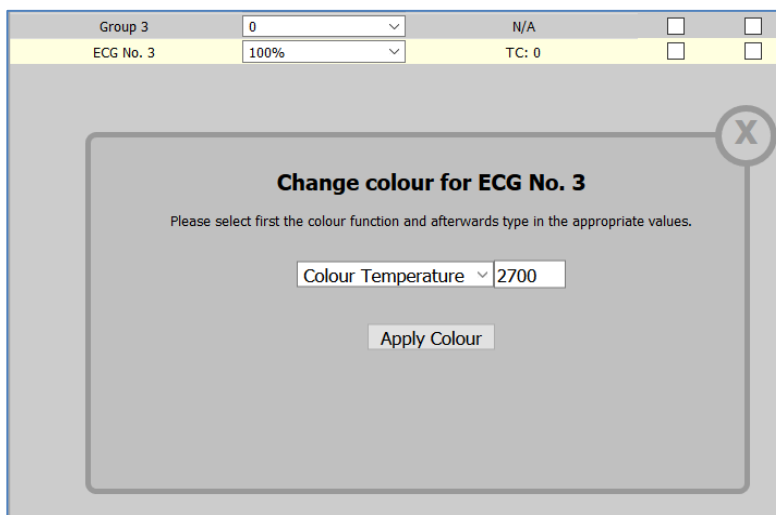 Group 3 0 N/A
ECG No. 3 100% TC: 0
X
Change colour for ECG No. 3
Please select first the colour function and afterwards type in the appropriate values.
Colour Temperature 2700
Apply Colour